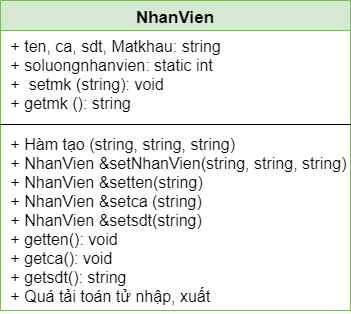 NhanVien
+ ten, ca, sdt, Matkhau: string
+ soluongnhanvien: static int
+ setmk (string): void
+ getmk (): string
+ Hàm tạo (string, string, string)
+ NhanVien &setNhanVien(string, string, string)
+ NhanVien &setten(string)
+ NhanVien &setca (string)
+ NhanVien &setsdt(string)
+ getten(): void
+ getca(): void
+ getsdt(): string
+ Quá tải toán tử nhập, xuất